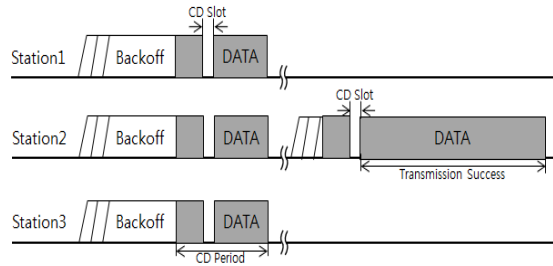 CD Slot
Station1 Backoff DATA
CD Slot
Station2 Backoff DATA DATA
Transmission Success
Station3 Backoff DATA
CD Period